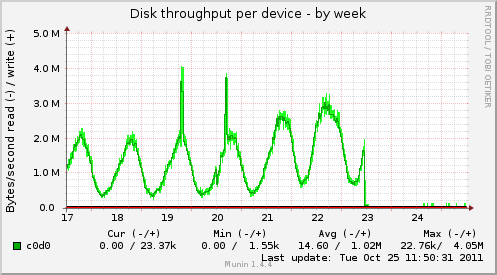 Disk throughput per device - by week
RRDTOOL / TOBI OETIKER
Bytes/second read (-) / write (+)
5.0 M
4.0 M
3.0 M
2.0 M
1.0 M
0.0
17 18 19 20 21 22 23 24
Cur (-/+) Min (-/+) Avg (-/+) Max (-/+)
c0d0 0.00 / 23.37k 0.00 / 1.55k 14.60 / 1.02M 22.76k/ 4.05M
Last update: Tue Oct 25 11:50:31 2011
Munin 1.4.4